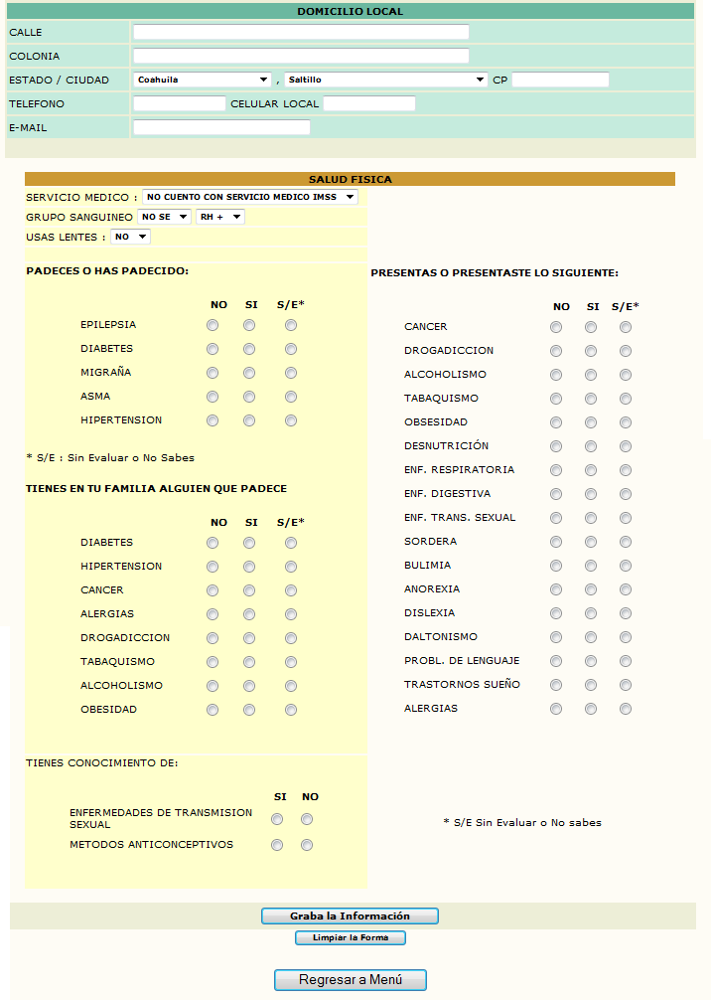 DOMICILIO LOCAL
CALLE
COLONIA
ESTADO / CIUDAD Coahuila , Saltillo CP
TELEFONO CELULAR LOCAL
E-MAIL
SALUD FISICA
SERVICIO MEDICO : NO CUENTO CON SERVICIO MEDICO IMSS
GRUPO SANGUINEO NO SE RH +
USAS LENTES : NO
PADECES O HAS PADECIDO:
NO SI S/E*
EPILEPSIA
DIABETES
MIGRAÑA
ASMA
HIPERTENSION
* S/E : Sin Evaluar o No Sabes
TIENES EN TU FAMILIA ALGUIEN QUE PADECE
NO SI S/E*
DIABETES
HIPERTENSION
CANCER
ALERGIAS
DROGADICCION
TABAQUISMO
ALCOHOLISMO
OBESIDAD
TIENES CONOCIMIENTO DE:
SI NO
ENFERMEDADES DE TRANSMISION
SEXUAL
METODOS ANTICONCEPTIVOS
PRESENTAS O PRESENTASTE LO SIGUIENTE:
NO SI S/E*
CANCER
DROGADICCION
ALCOHOLISMO
TABAQUISMO
OBSESIDAD
DESNUTRICIÓN
ENF. RESPIRATORIA
ENF. DIGESTIVA
ENF. TRANS. SEXUAL
SORDERA
BULIMIA
ANOREXIA
DISLEXIA
DALTONISMO
PROBL. DE LENGUAJE
TRASTORNOS SUEÑO
ALERGIAS
* S/E Sin Evaluar o No sabes
Graba la Información
Limpiar la Forma
Regresar a Menú